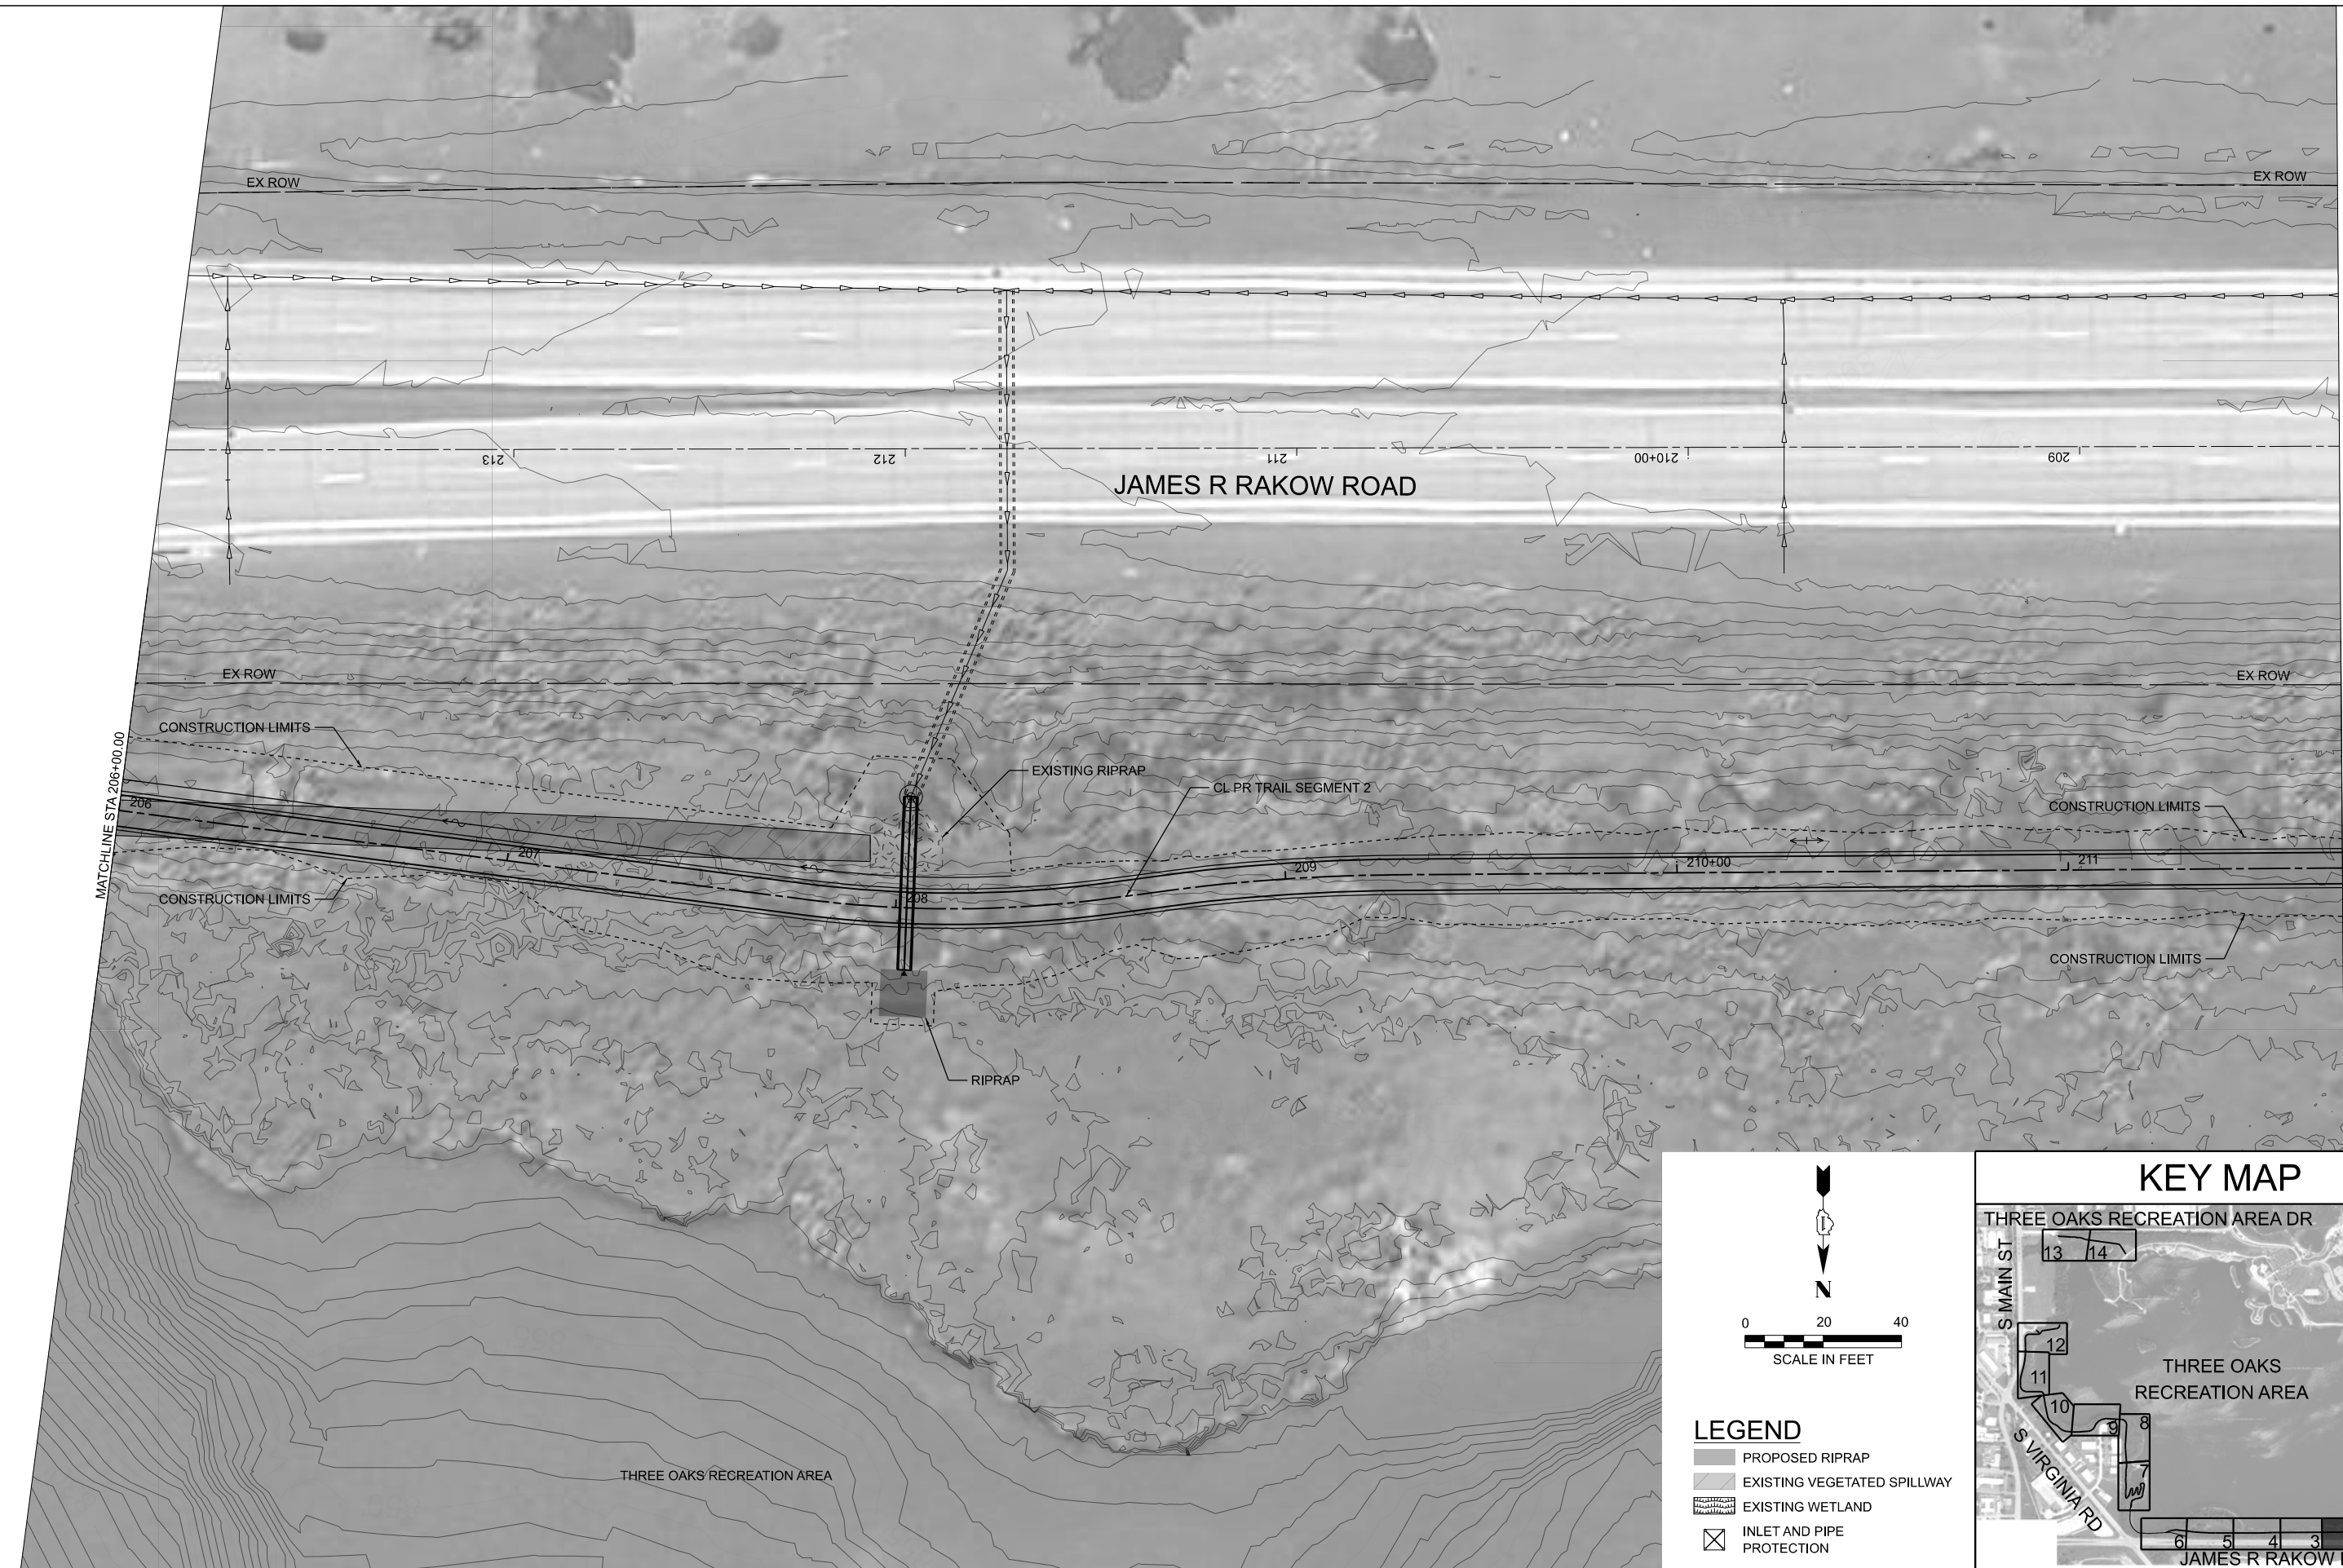 EX ROW
EX ROW
213
212
211
210+00
209
JAMES R RAKOW ROAD
EX ROW
EX ROW
MATCHLINE STA 206+00.00
CONSTRUCTION LIMITS
EXISTING RIPRAP
CL PR TRAIL SEGMENT 2
CONSTRUCTION LIMITS
206
207
208
209
210+00
211
CONSTRUCTION LIMITS
CONSTRUCTION LIMITS
RIPRAP
THREE OAKS RECREATION AREA
N
0 20 40
SCALE IN FEET
LEGEND
PROPOSED RIPRAP
EXISTING VEGETATED SPILLWAY
EXISTING WETLAND
INLET AND PIPE
PROTECTION
KEY MAP
THREE OAKS RECREATION AREA DR
S MAIN ST
13 14
12
11
10
9
8
7
THREE OAKS
RECREATION AREA
S VIRGINIA RD
6 5 4 3
JAMES R RAKOW